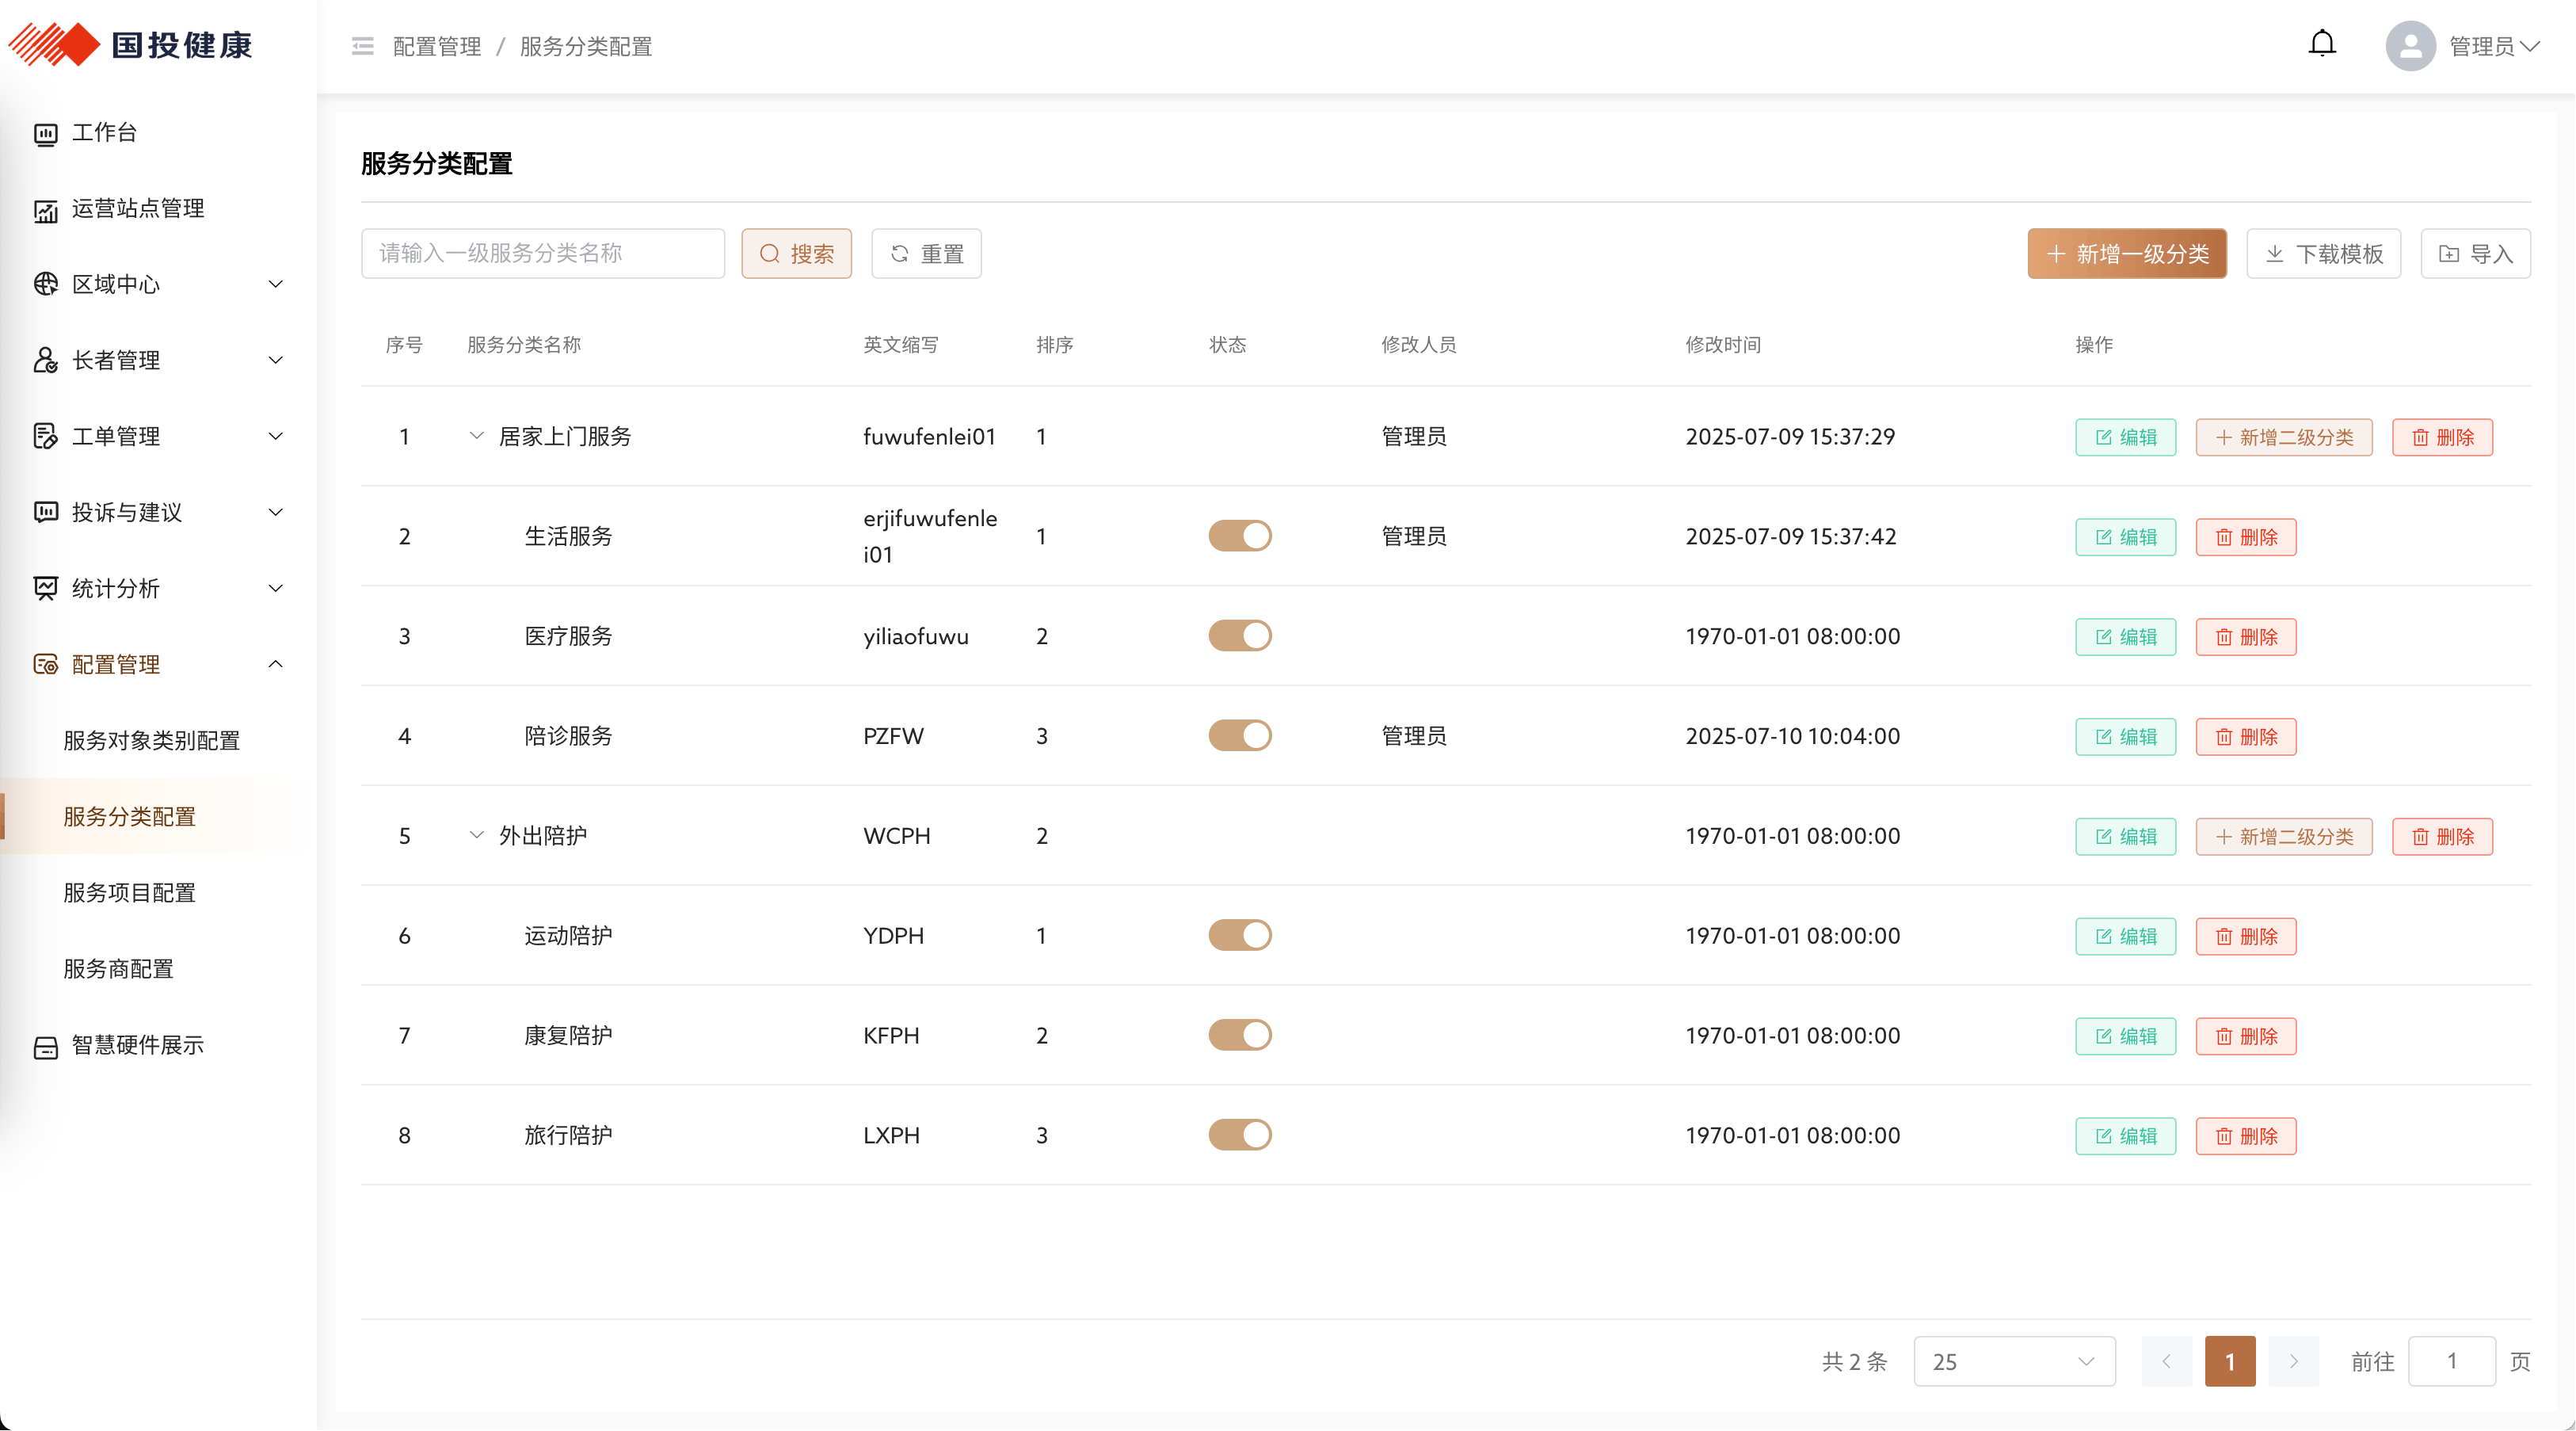 国投健康
配置管理 / 服务分类配置
管理员
工作台
运营站点管理
区域中心
长者管理
工单管理
投诉与建议
统计分析
配置管理
服务对象类别配置
服务分类配置
服务项目配置
服务商配置
智慧硬件展示
服务分类配置
请输入一级服务分类名称 搜索 重置 新增一级分类 下载模板 导入
序号 服务分类名称 英文缩写 排序 状态 修改人员 修改时间 操作
1 居家上门服务 fuwufenlei01 1 管理员 2025-07-09 15:37:29 编辑 新增二级分类 删除
2 生活服务 erjifuwufenle
i01 1 管理员 2025-07-09 15:37:42 编辑 删除
3 医疗服务 yiliaofuwu 2 1970-01-01 08:00:00 编辑 删除
4 陪诊服务 PZFW 3 管理员 2025-07-10 10:04:00 编辑 删除
5 外出陪护 WCPH 2 1970-01-01 08:00:00 编辑 新增二级分类 删除
6 运动陪护 YDPH 1 1970-01-01 08:00:00 编辑 删除
7 康复陪护 KFPH 2 1970-01-01 08:00:00 编辑 删除
8 旅行陪护 LXPH 3 1970-01-01 08:00:00 编辑 删除
共 2 条 25 1 前往 1 页